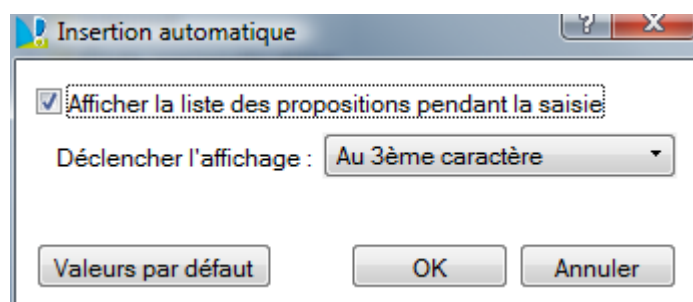 Insertion automatique
Afficher la liste des propositions pendant la saisie
Déclencher l'affichage : Au 3ème caractère
Valeurs par défaut OK Annuler